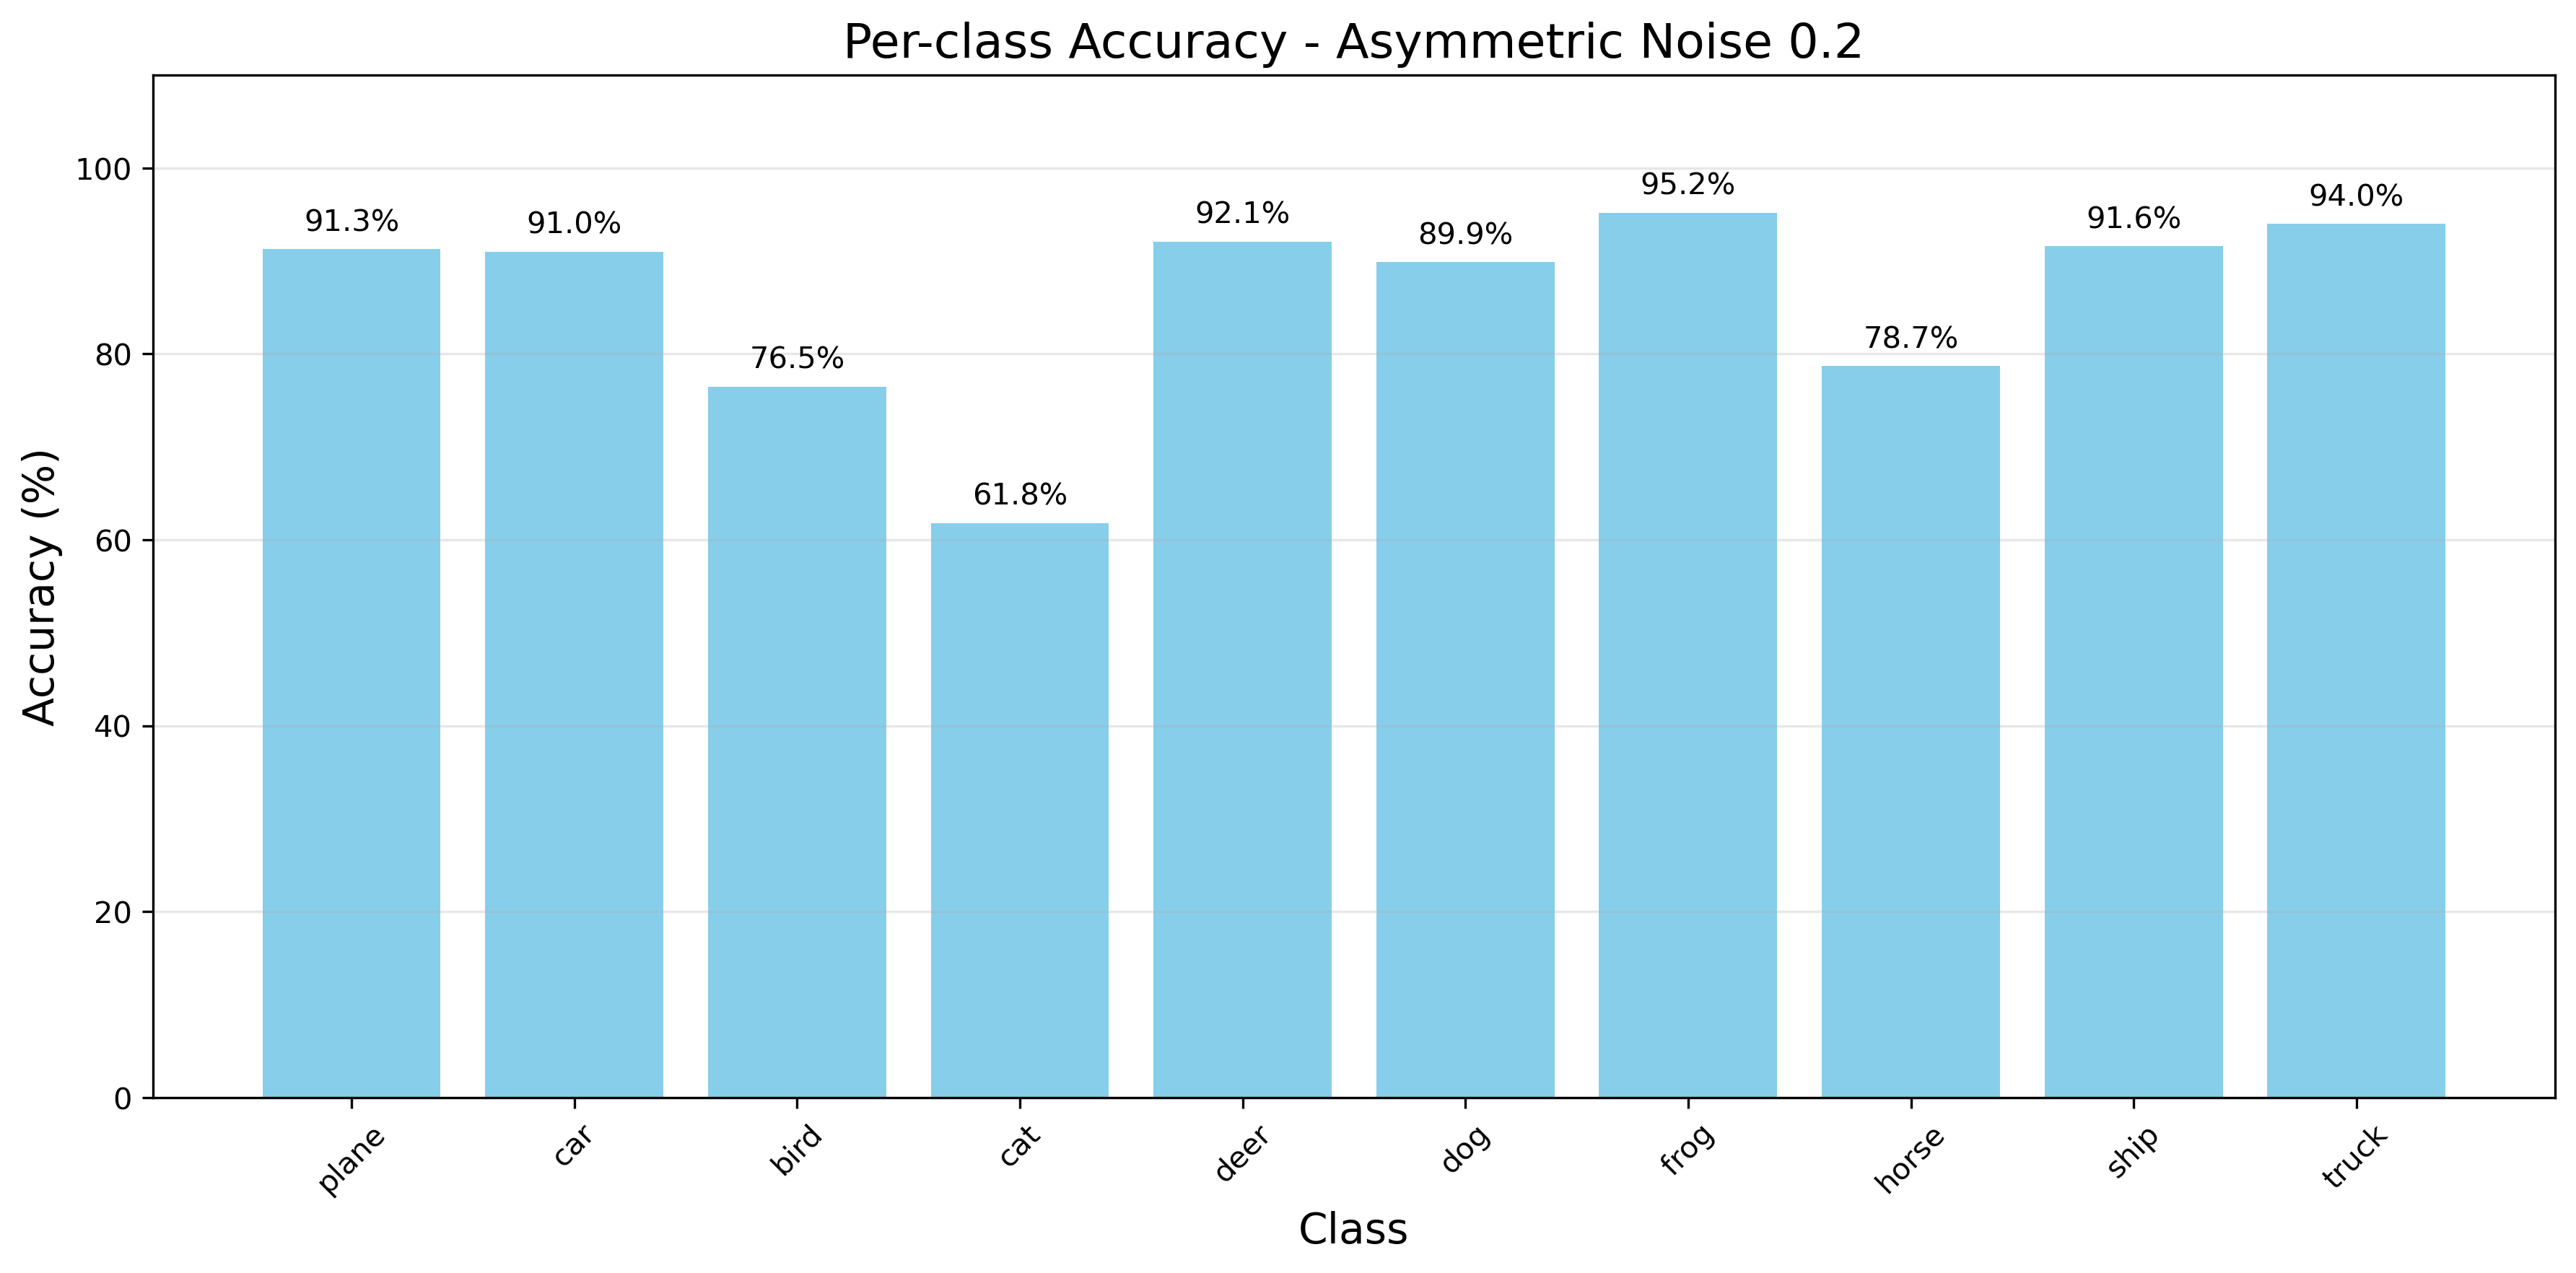 Per-class Accuracy - Asymmetric Noise 0.2
Accuracy (%)
100
80
60
40
20
0
91.3%
91.0%
76.5%
61.8%
92.1%
89.9%
95.2%
78.7%
91.6%
94.0%
plane
car
bird
cat
deer
dog
frog
horse
ship
truck
Class